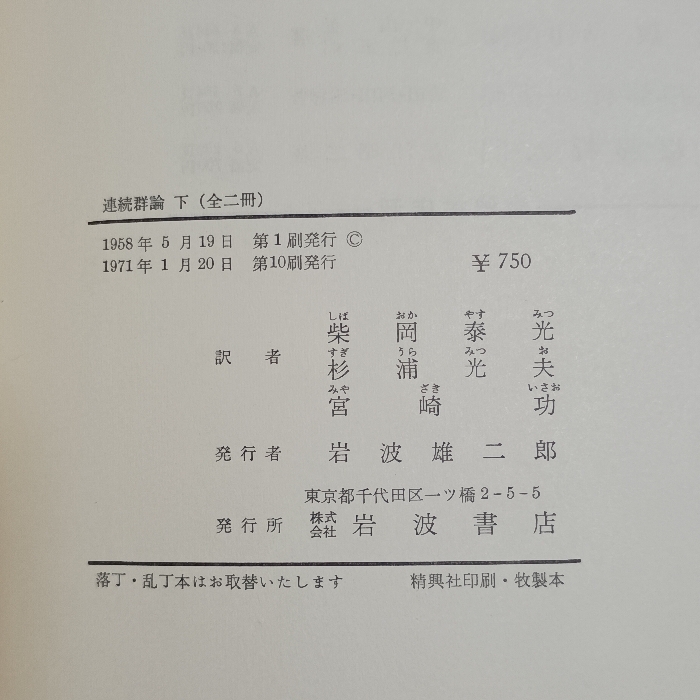 連続群論 下 (全二冊)
1958年 5 月 19日 第 1 刷発行 ©
1971年 1 月 20日 第10刷発行 ¥ 750
しば おか やす みつ
柴岡泰光
訳者
すぎ うら みつ お
杉浦光夫
みや ざき いさお
宮崎功
発行者 岩波雄二郎
東京都千代田区一ツ橋2-5-5
発行所 株式会社 岩波書店
落丁・乱丁本はお取替いたします 精興社印刷・牧製本